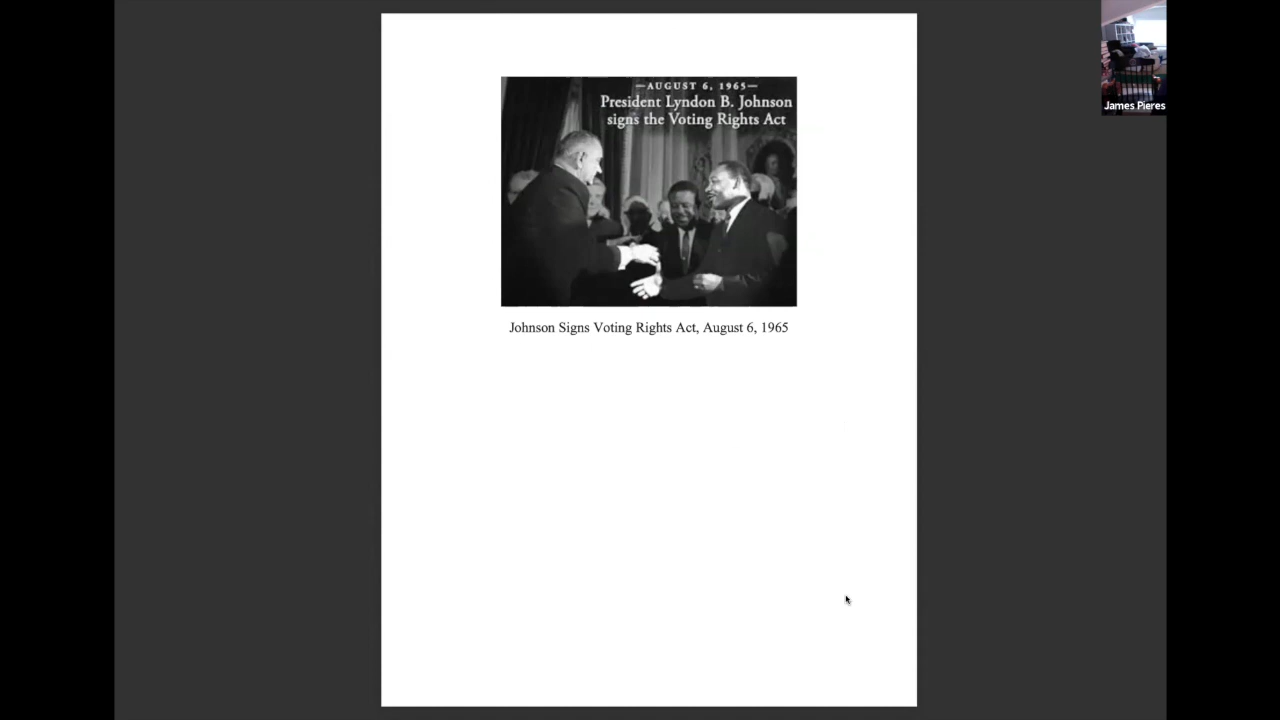 —AUGUST 6, 1965—
President Lyndon B. Johnson
signs the Voting Rights Act
Johnson Signs Voting Rights Act, August 6, 1965
James Pieres